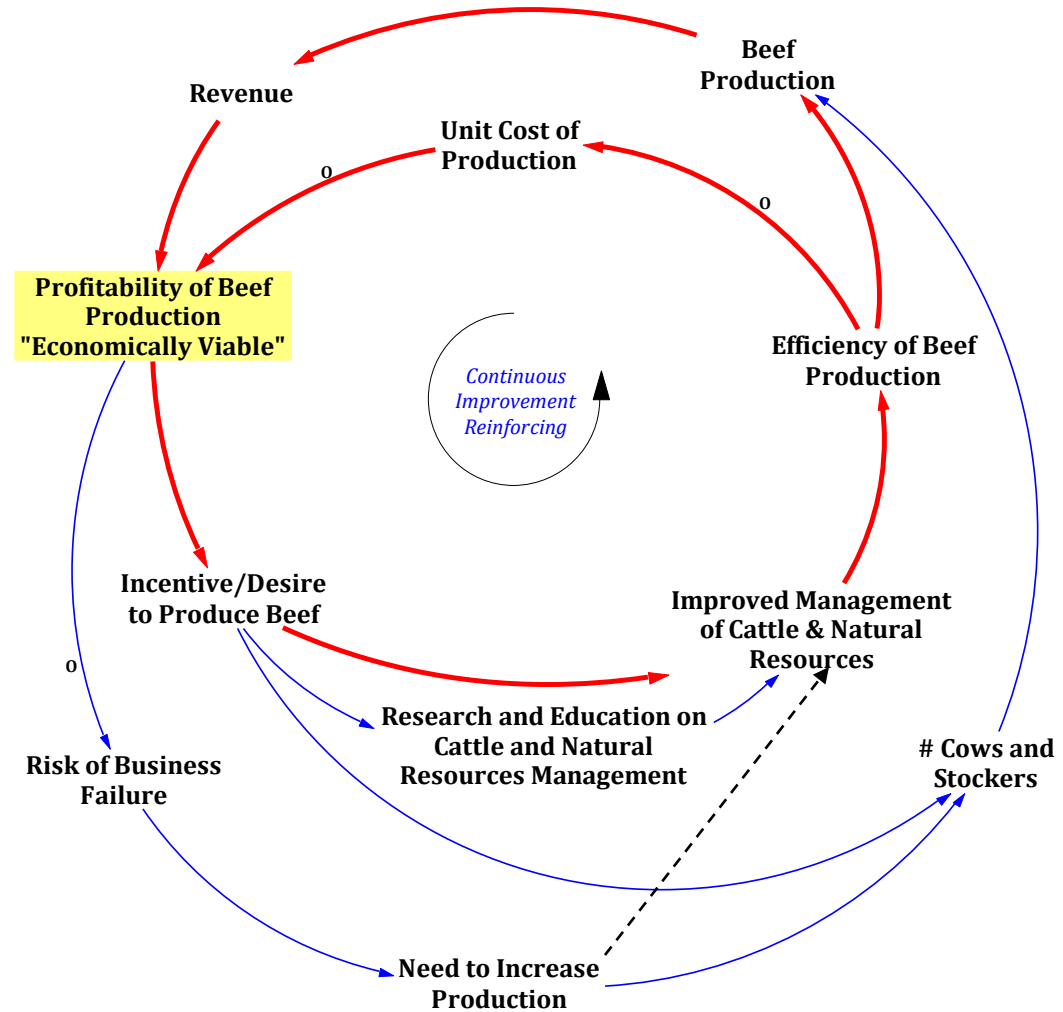 Beef
Production
Revenue
Unit Cost of
Production
o
o
Profitability of Beef
Production
"Economically Viable"
Efficiency of Beef
Production
Continuous
Improvement
Reinforcing
Incentive/Desire
to Produce Beef
Improved Management
of Cattle & Natural
Resources
o
Research and Education on
Cattle and Natural
Resources Management
Risk of Business
Failure
# Cows and
Stockers
Need to Increase
Production